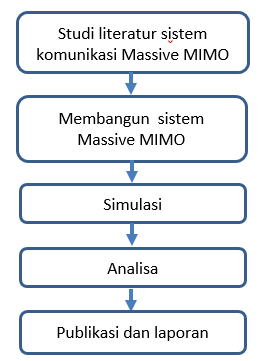 Studi literatur sistem
komunikasi Massive MIMO
Membangun sistem
Massive MIMO
Simulasi
Analisa
Publikasi dan laporan